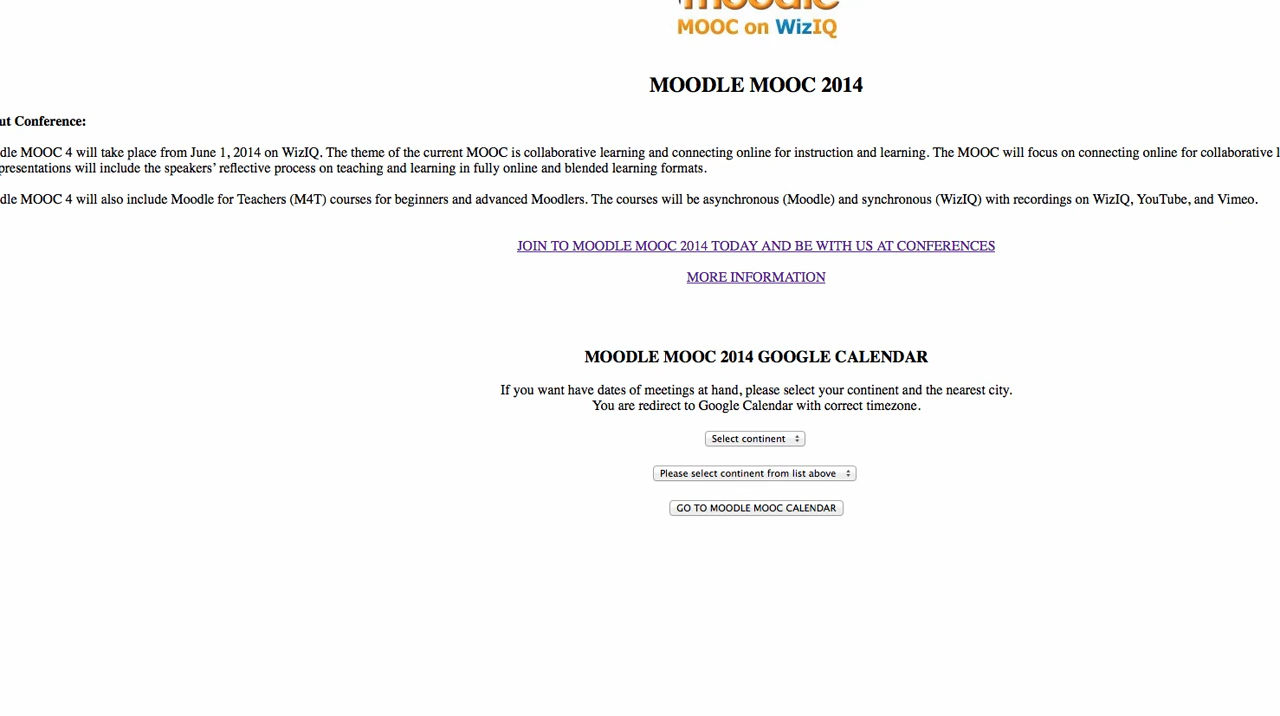 moodle
MOOC on WizIQ
MOODLE MOOC 2014
ut Conference:
dle MOOC 4 will take place from June 1, 2014 on WizIQ. The theme of the current MOOC is collaborative learning and connecting online for instruction and learning. The MOOC will focus on connecting online for collaborative l
presentations will include the speakers’ reflective process on teaching and learning in fully online and blended learning formats.
dle MOOC 4 will also include Moodle for Teachers (M4T) courses for beginners and advanced Moodlers. The courses will be asynchronous (Moodle) and synchronous (WizIQ) with recordings on WizIQ, YouTube, and Vimeo.
JOIN TO MOODLE MOOC 2014 TODAY AND BE WITH US AT CONFERENCES
MORE INFORMATION
MOODLE MOOC 2014 GOOGLE CALENDAR
If you want have dates of meetings at hand, please select your continent and the nearest city.
You are redirect to Google Calendar with correct timezone.
Select continent
Please select continent from list above
GO TO MOODLE MOOC CALENDAR